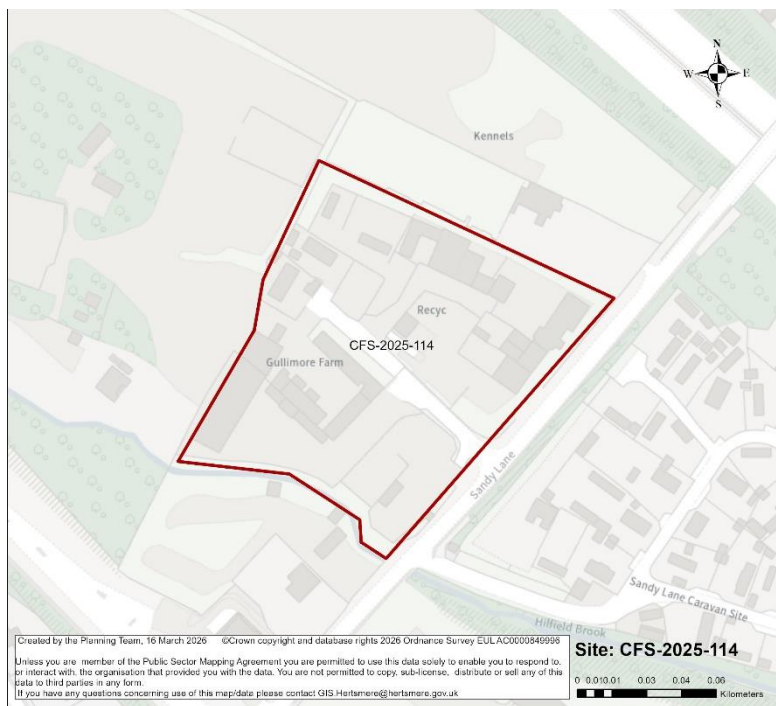 N
W E
S
Kennels
Recyc
CFS-2025-114
Gullimore Farm
Sandy Lane
Sandy Lane Caravan Site
Hilfield Brook
Created by the Planning Team, 16 March 2026 ©Crown copyright and database rights 2026 Ordnance Survey EUL AC0000849996
Unless you are member of the Public Sector Mapping Agreement you are permitted to use this data solely to enable you to respond to,
or interact with, the organisation that provided you with the data. You are not permitted to copy, sub-license, distribute or sell any of this
data to third parties in any form.
If you have any questions concerning use of this map/data please contact GIS.Hertsmere@hertsmere.gov.uk
Site: CFS-2025-114
0 0.010.01 0.03 0.04 0.06
Kilometers